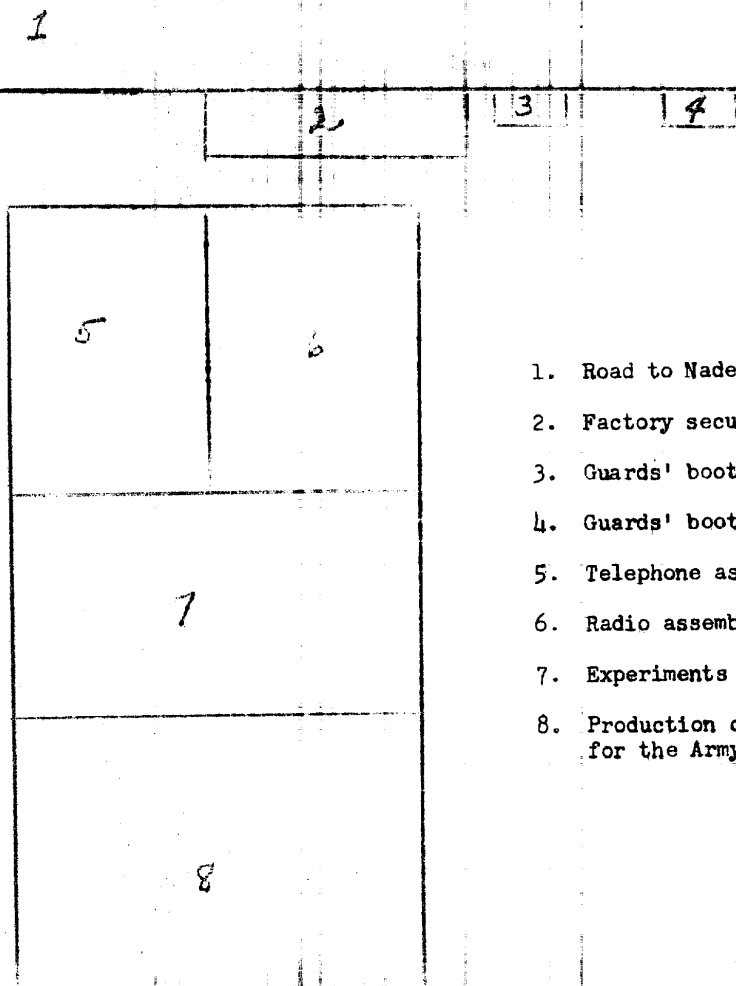 1
2
3
4
5
6
7
8
1. Road to Nade
2. Factory secu
3. Guards' boot
4. Guards' boot
5. Telephone as
6. Radio assemb
7. Experiments
8. Production
for the Army